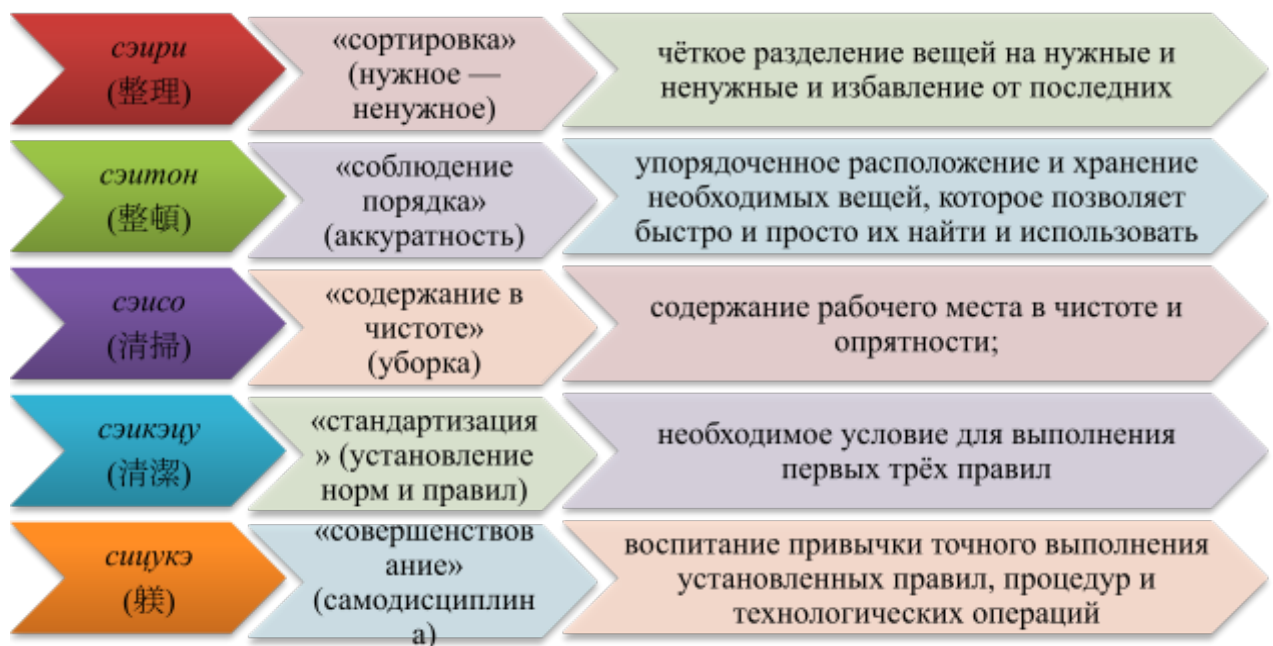 сэири
(整理)
«сортировка»
(нужное —
ненужное)
чёткое разделение вещей на нужные и
ненужные и избавление от последних
сэитон
(整頓)
«соблюдение
порядка»
(аккуратность)
упорядоченное расположение и хранение
необходимых вещей, которое позволяет
быстро и просто их найти и использовать
сэисо
(清掃)
«содержание в
чистоте»
(уборка)
содержание рабочего места в чистоте и
опрятности;
сэикэцу
(清潔)
«стандартизация
» (установление
норм и правил)
необходимое условие для выполнения
первых трёх правил
сицукэ
(躾)
«совершенствов
ание»
(самодисциплин
а)
воспитание привычки точного выполнения
установленных правил, процедур и
технологических операций